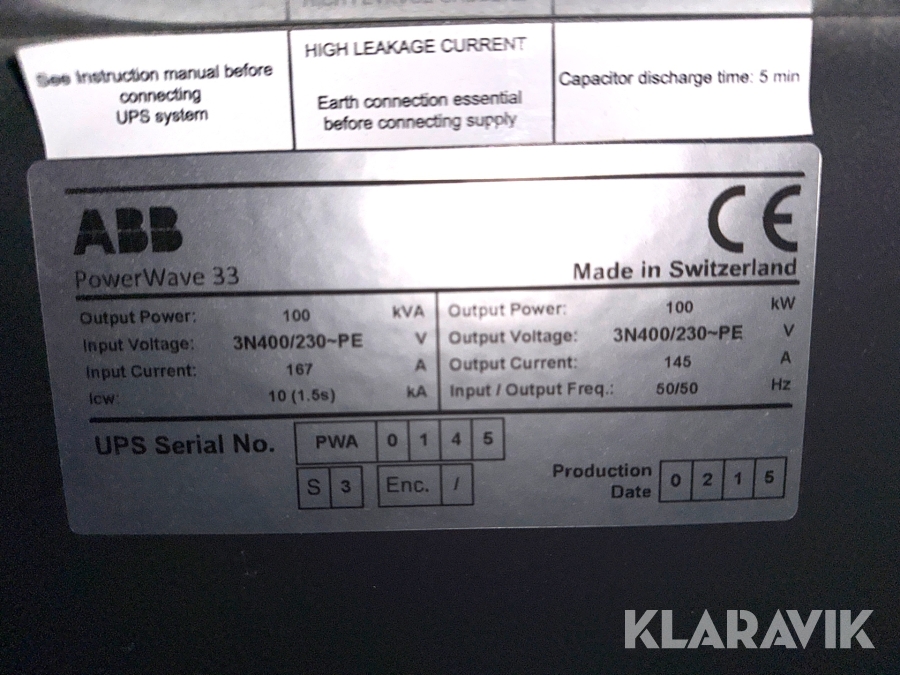 See Instruction manual before
connecting
UPS system
HIGH LEAKAGE CURRENT
Earth connection essential
before connecting supply
Capacitor discharge time: 5 min
ABB
CE
PowerWave 33
Made in Switzerland
Output Power: 100 kVA
Input Voltage: 3N400/230~PE V
Input Current: 167 A
Icw: 10 (1.5s) kA
Output Power: 100 kW
Output Voltage: 3N400/230~PE V
Output Current: 145 A
Input / Output Freq.: 50/50 Hz
UPS Serial No. PWA 0 1 4 5
S 3 Enc. /
Production
Date 0 2 1 5
KLARAVIK